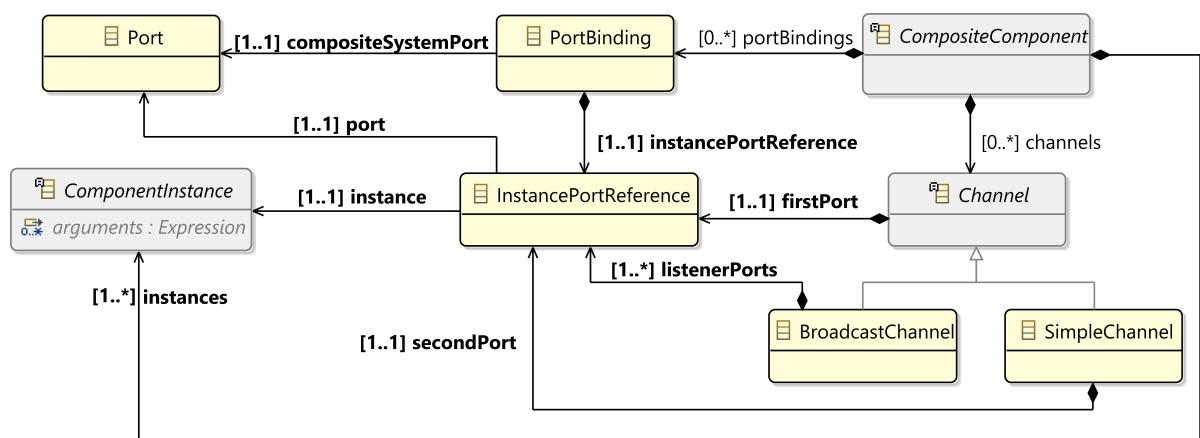 Port
[1..1] compositeSystemPort
PortBinding
[0..*] portBindings
CompositeComponent
[1..1] port
[1..1] instancePortReference
[0..*] channels
ComponentInstance
0..*
arguments : Expression
[1..1] instance
InstancePortReference
[1..1] firstPort
Channel
[1..*] instances
[1..*] listenerPorts
[1..1] secondPort
BroadcastChannel
SimpleChannel